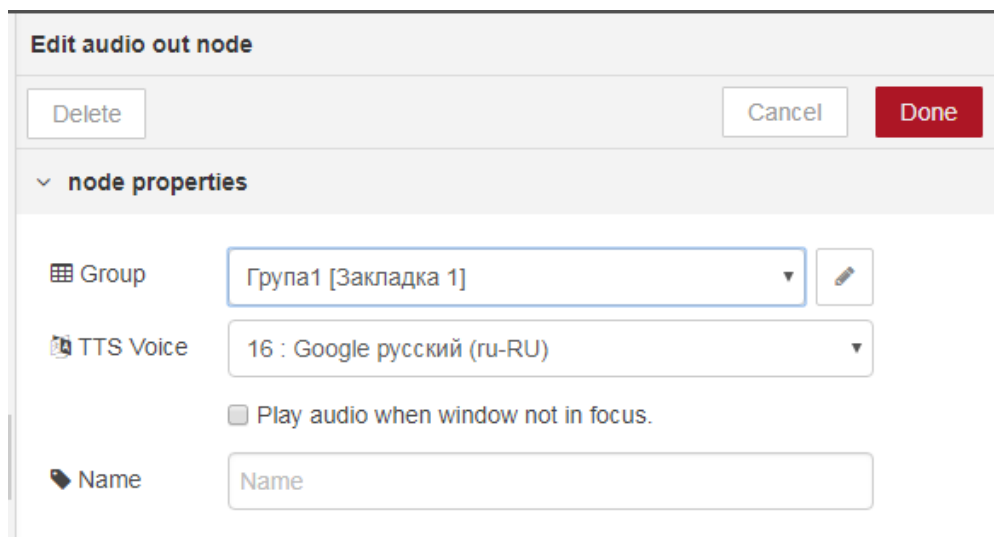 Edit audio out node
Delete Cancel Done
node properties
Group Група1 [Закладка 1]
TTS Voice 16 : Google русский (ru-RU)
Play audio when window not in focus.
Name Name